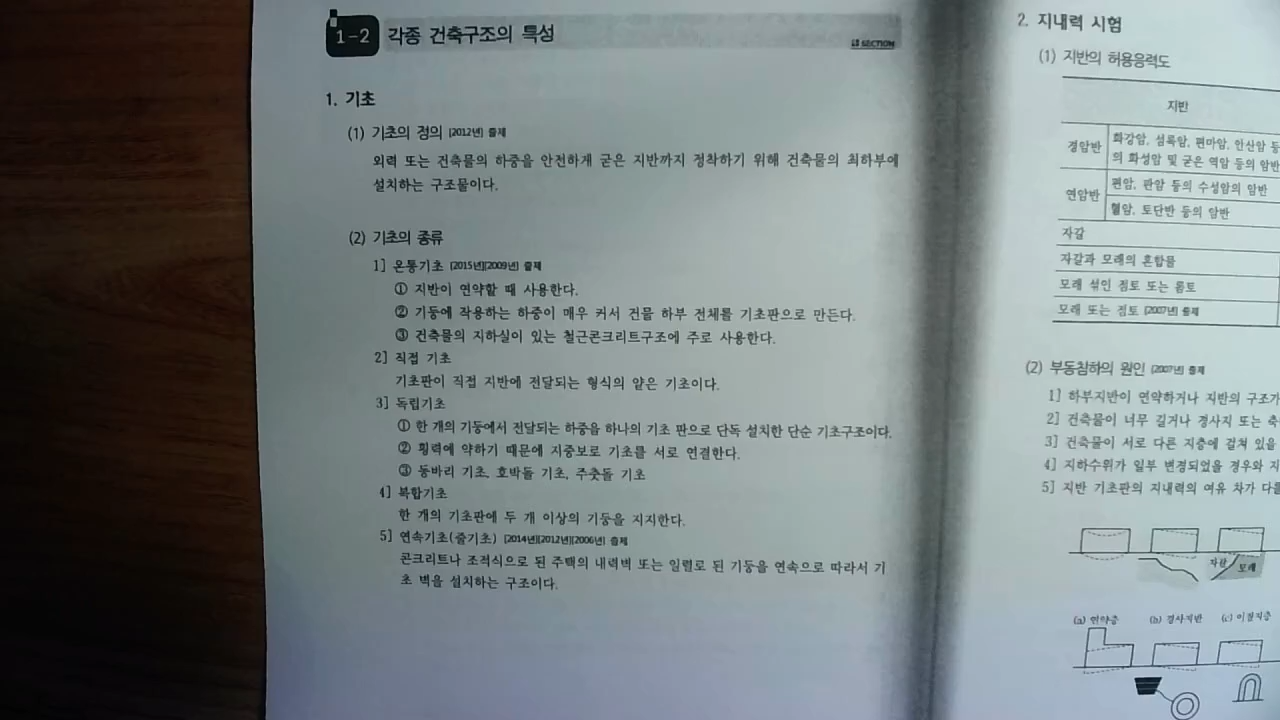 1-2 각종 건축구조의 특성
SECTION
1. 기초
(1) 기초의 정의 [2012년] 출제
외력 또는 건축물의 하중을 안전하게 굳은 지반까지 정착하기 위해 건축물의 최하부에
설치하는 구조물이다.
(2) 기초의 종류
1] 온통기초 [2015년][2009년] 출제
① 지반이 연약할 때 사용한다.
② 기둥에 작용하는 하중이 매우 커서 건물 하부 전체를 기초판으로 만든다.
③ 건축물의 지하실이 있는 철근콘크리트구조에 주로 사용한다.
2] 직접 기초
기초판이 직접 지반에 전달되는 형식의 얕은 기초이다.
3] 독립기초
① 한 개의 기둥에서 전달되는 하중을 하나의 기초 판으로 단독 설치한 단순 기초구조이다.
② 횡력에 약하기 때문에 지중보로 기초를 서로 연결한다.
③ 동바리 기초, 호박돌 기초, 주춧돌 기초
4] 복합기초
한 개의 기초판에 두 개 이상의 기둥을 지지한다.
5] 연속기초(줄기초) [2014년][2012년][2006년] 출제
콘크리트나 조적식으로 된 주택의 내력벽 또는 일렬로 된 기둥을 연속으로 따라서 기
초 벽을 설치하는 구조이다.
2. 지내력 시험
(1) 지반의 허용응력도
지반
경암반
화강암, 섬록암, 편마암, 안산암 등
의 화성암 및 굳은 역암 등의 암반
연암반
편암, 판암 등의 수성암의 암반
혈암, 토단반 등의 암반
자갈
자갈과 모래의 혼합물
모래 섞인 점토 또는 롬토
모래 또는 점토 [2007년] 출제
(2) 부동침하의 원인 [2007년] 출제
1] 하부지반이 연약하거나 지반의 구조가
2] 건축물이 너무 길거나 경사지 또는
3] 건축물이 서로 다른 지층에 걸쳐 있을
4] 지하수위가 일부 변경되었을 경우와
5] 지반 기초판의 지내력의 여유 차가 다를
자갈 모래
(a) 연약층 (b) 경사지반 (c) 이질지층